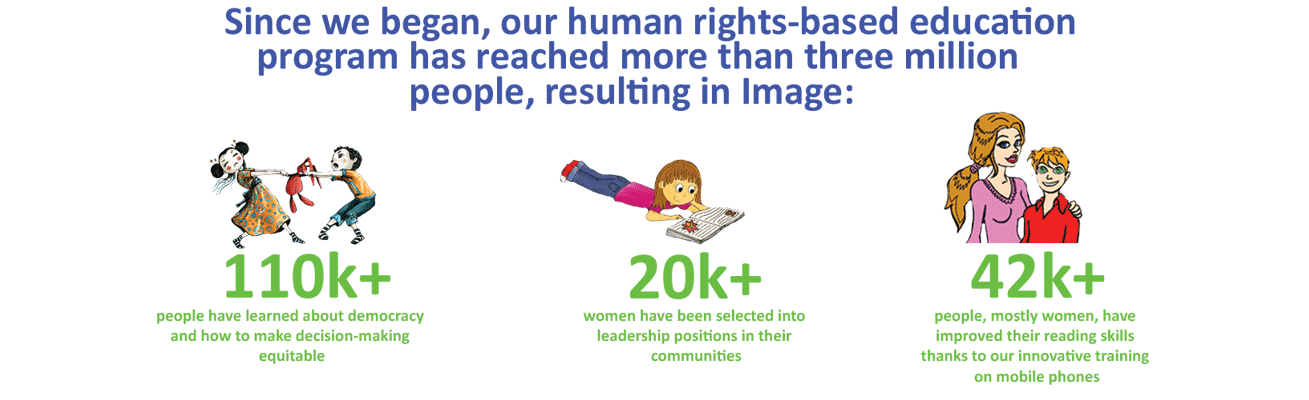 Since we began, our human rights-based education
program has reached more than three million
people, resulting in Image:
110k+
people have learned about democracy
and how to make decision-making
equitable
20k+
women have been selected into
leadership positions in their
communities
42k+
people, mostly women, have
improved their reading skills
thanks to our innovative training
on mobile phones